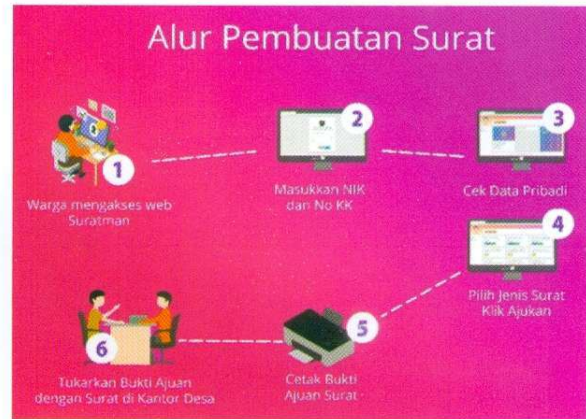 Alur Pembuatan Surat
1
Warga mengakses web
Suratman
2
Masukkan NIK
dan No KK
3
Cek Data Pribadi
4
Pilih Jenis Surat
Klik Ajukan
5
Cetak Bukti
Ajuan Surat
6
Tukarkan Bukti Ajuan
dengan Surat di Kantor Desa